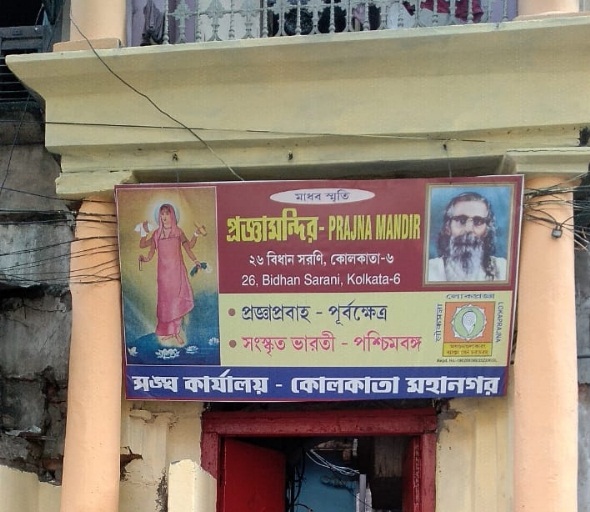 মাধব স্মৃতি
প্রজ্ঞামন্দির - PRAJNA MANDIR
২৬ বিধান সরণি, কোলকাতা-৬
26, Bidhan Sarani, Kolkata-6
• প্রজ্ঞাপ্রবাহ - পূর্বক্ষেত্র
• সংস্কৃত ভারতী - পশ্চিমবঙ্গ
সঙ্ঘ কার্যালয় - কোলকাতা মহানগর